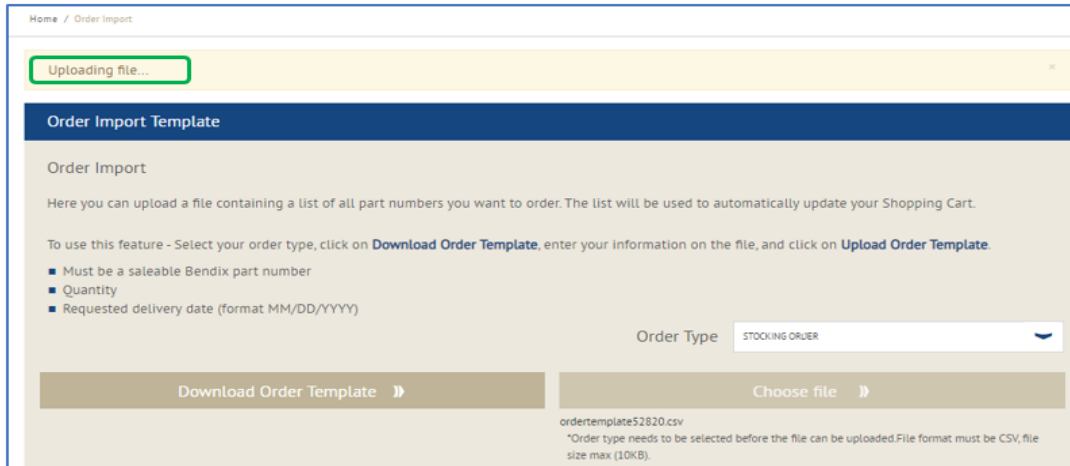 Home / Order Import
Uploading file...
×
Order Import Template
Order Import
Here you can upload a file containing a list of all part numbers you want to order. The list will be used to automatically update your Shopping Cart.
To use this feature - Select your order type, click on Download Order Template, enter your information on the file, and click on Upload Order Template.
■ Must be a saleable Bendix part number
■ Quantity
■ Requested delivery date (format MM/DD/YYYY)
Order Type STOCKING ORDER
Download Order Template » Choose file »
ordertemplate52820.csv
*Order type needs to be selected before the file can be uploaded.File format must be CSV, file
size max (10KB).